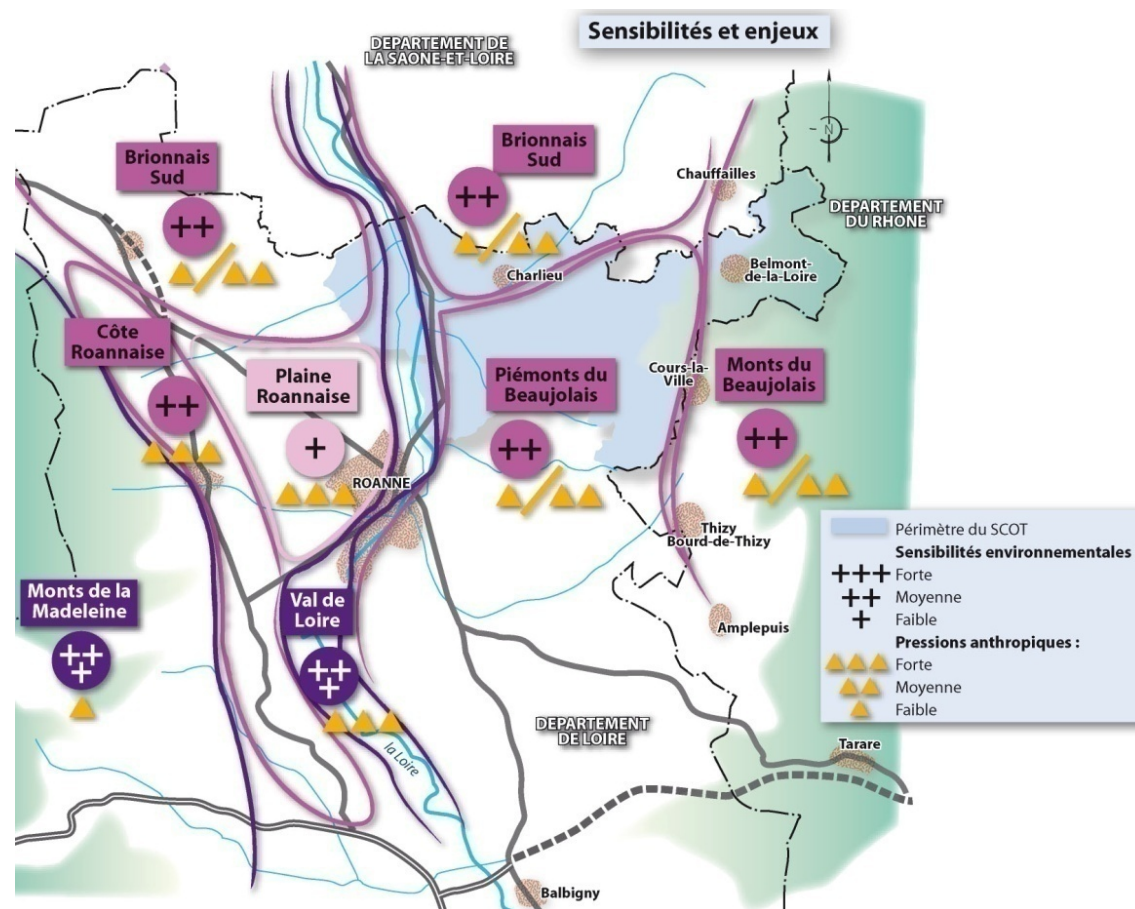 Sensibilités et enjeux
DEPARTEMENT DE
LA SAONE-ET-LOIRE
N
Brionnais
Sud
++
Brionnais
Sud
++
Chauffailles
DEPARTEMENT
DU RHONE
Charlieu
Belmont-
de-la-Loire
Côte
Roannaise
++
Plaine
Roannaise
+
ROANNE
Piémonts du
Beaujolais
++
Cours-la-
Ville
Monts du
Beaujolais
++
Thizy
Bourd-de-Thizy
Amplepuis
Monts de la
Madeleine
+++
Val de
Loire
+++
la Loire
DEPARTEMENT
DE LOIRE
Tarare
Balbigny
Périmètre du SCOT
Sensibilités environnementales
+++ Forte
++ Moyenne
+ Faible
Pressions anthropiques :
Forte
Moyenne
Faible